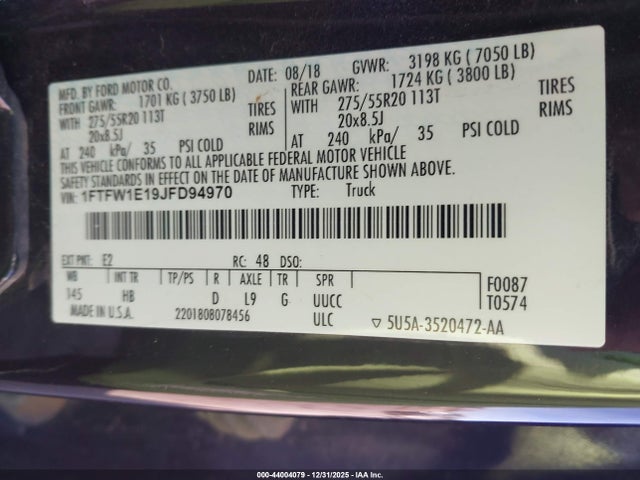 MFD. BY FORD MOTOR CO.
DATE: 08/18
GVWR: 3198 KG ( 7050 LB)
FRONT GAWR: 1701 KG ( 3750 LB)
REAR GAWR: 1724 KG ( 3800 LB)
WITH 275/55R20 113T TIRES
WITH 275/55R20 113T TIRES
20x8.5J RIMS
20x8.5J RIMS
AT 240 kPa/ 35 PSI COLD
AT 240 kPa/ 35 PSI COLD
THIS VEHICLE CONFORMS TO ALL APPLICABLE FEDERAL MOTOR VEHICLE
SAFETY STANDARDS IN EFFECT ON THE DATE OF MANUFACTURE SHOWN ABOVE.
VIN: 1FTFW1E19JFD94970
TYPE: Truck
EXT PNT: E2 RC: 48 DSO:
WB INT TR TP/PS R AXLE TR SPR
145 HB D L9 G UUCC
F0087
T0574
MADE IN U.S.A. 2201808078456 ULC ▽ 5U5A-3520472-AA
000-44004079 - 12/31/2025 - IAAI.com - Copyright IAA, Inc.